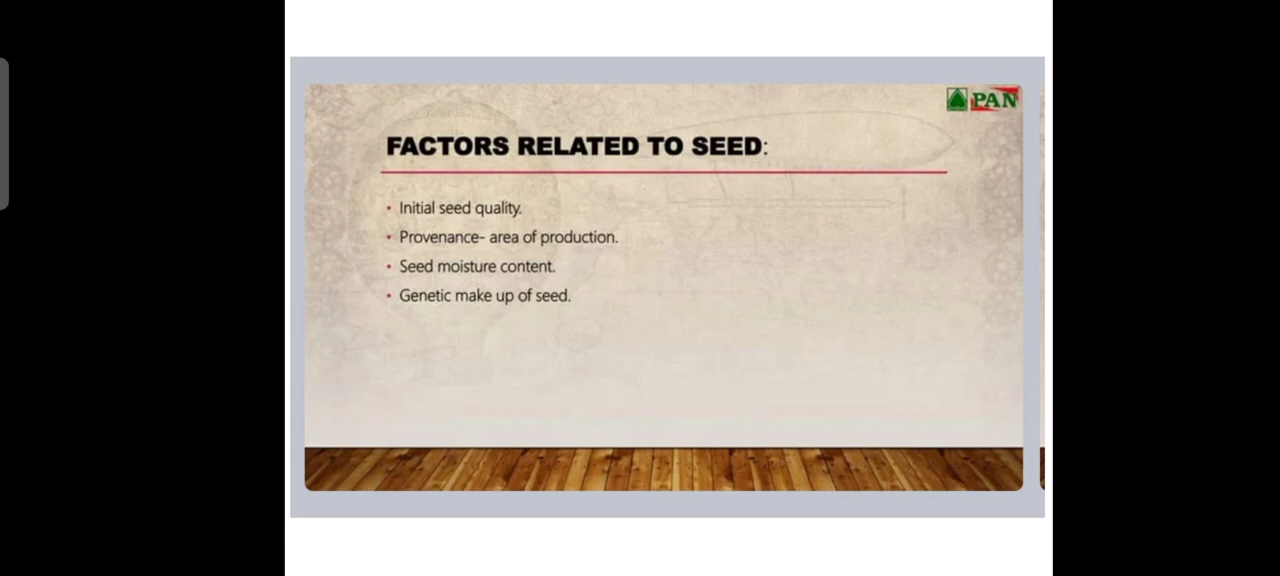 PAN
FACTORS RELATED TO SEED:
• Initial seed quality.
• Provenance- area of production.
• Seed moisture content.
• Genetic make up of seed.